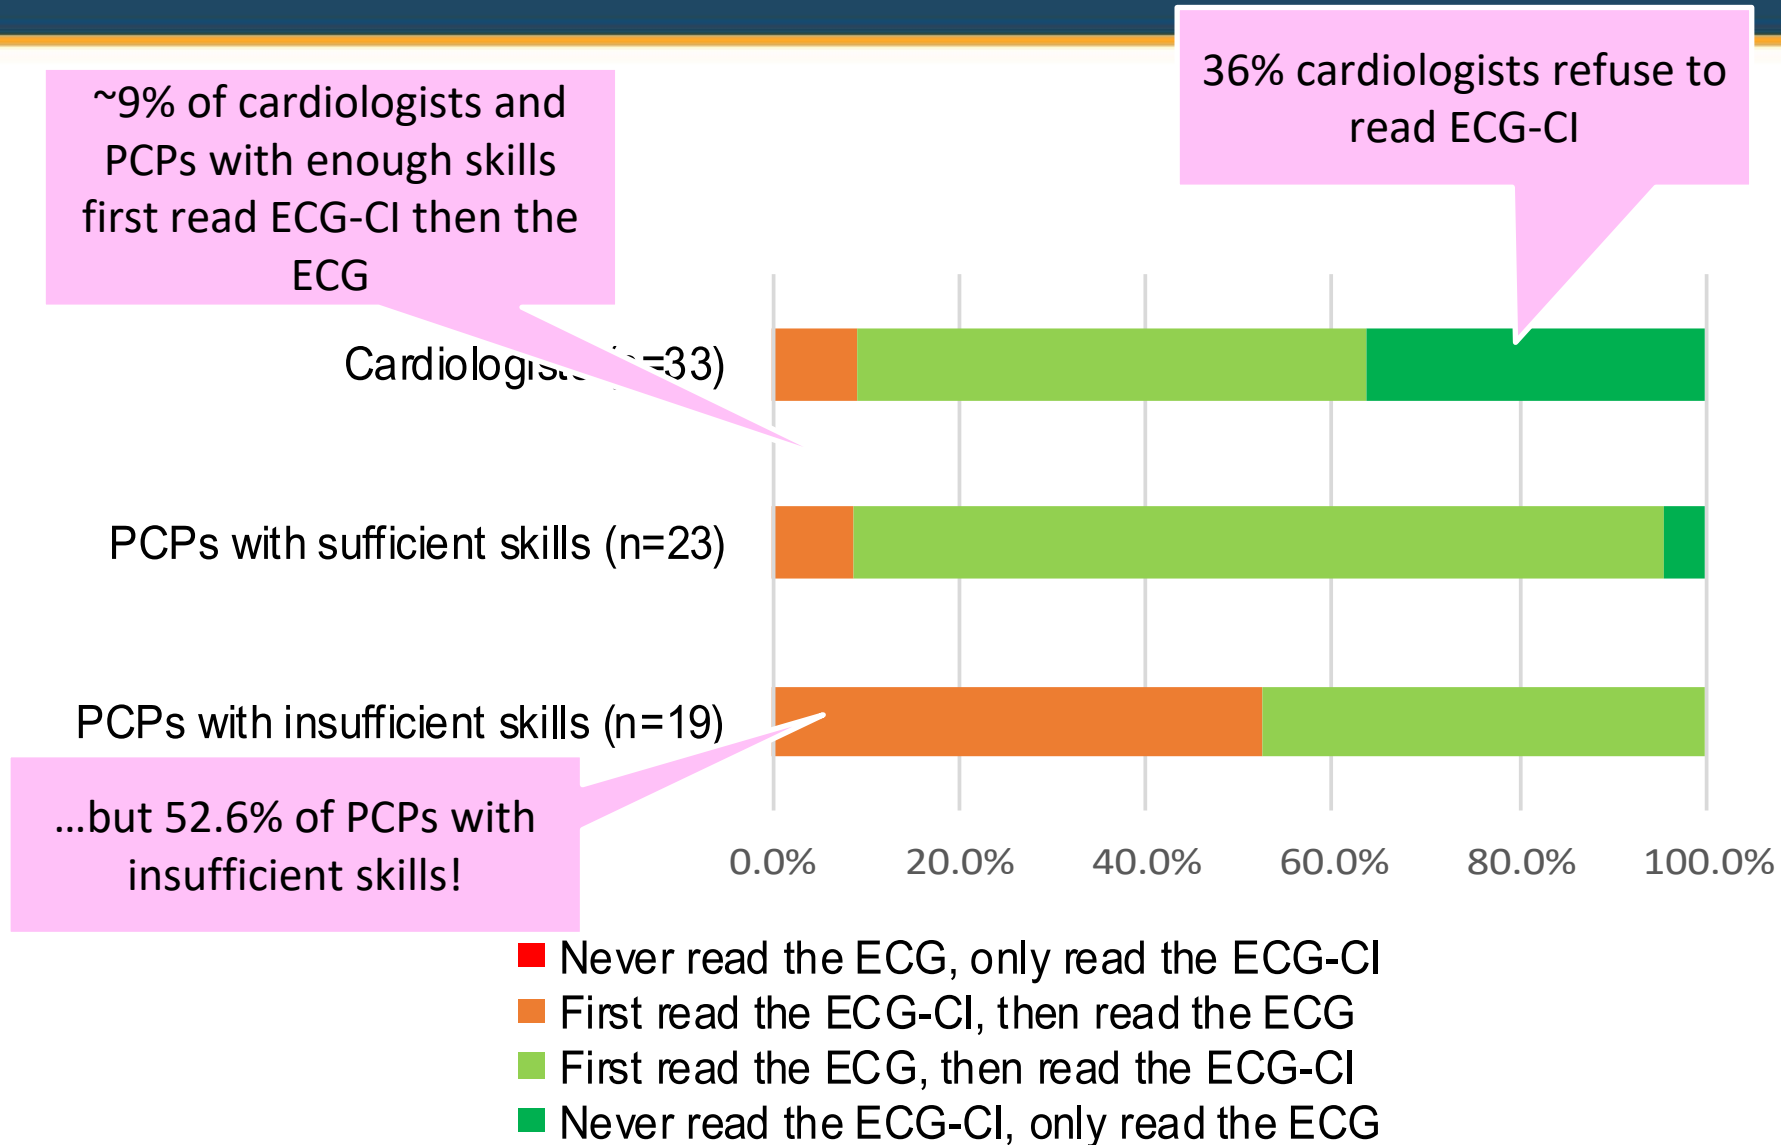 ~9% of cardiologists and
PCPs with enough skills
first read ECG-CI then the
ECG
36% cardiologists refuse to
read ECG-CI
Cardiologists (n=33)
PCPs with sufficient skills (n=23)
PCPs with insufficient skills (n=19)
...but 52.6% of PCPs with
insufficient skills!
0.0% 20.0% 40.0% 60.0% 80.0% 100.0%
Never read the ECG, only read the ECG-CI
First read the ECG-CI, then read the ECG
First read the ECG, then read the ECG-CI
Never read the ECG-CI, only read the ECG